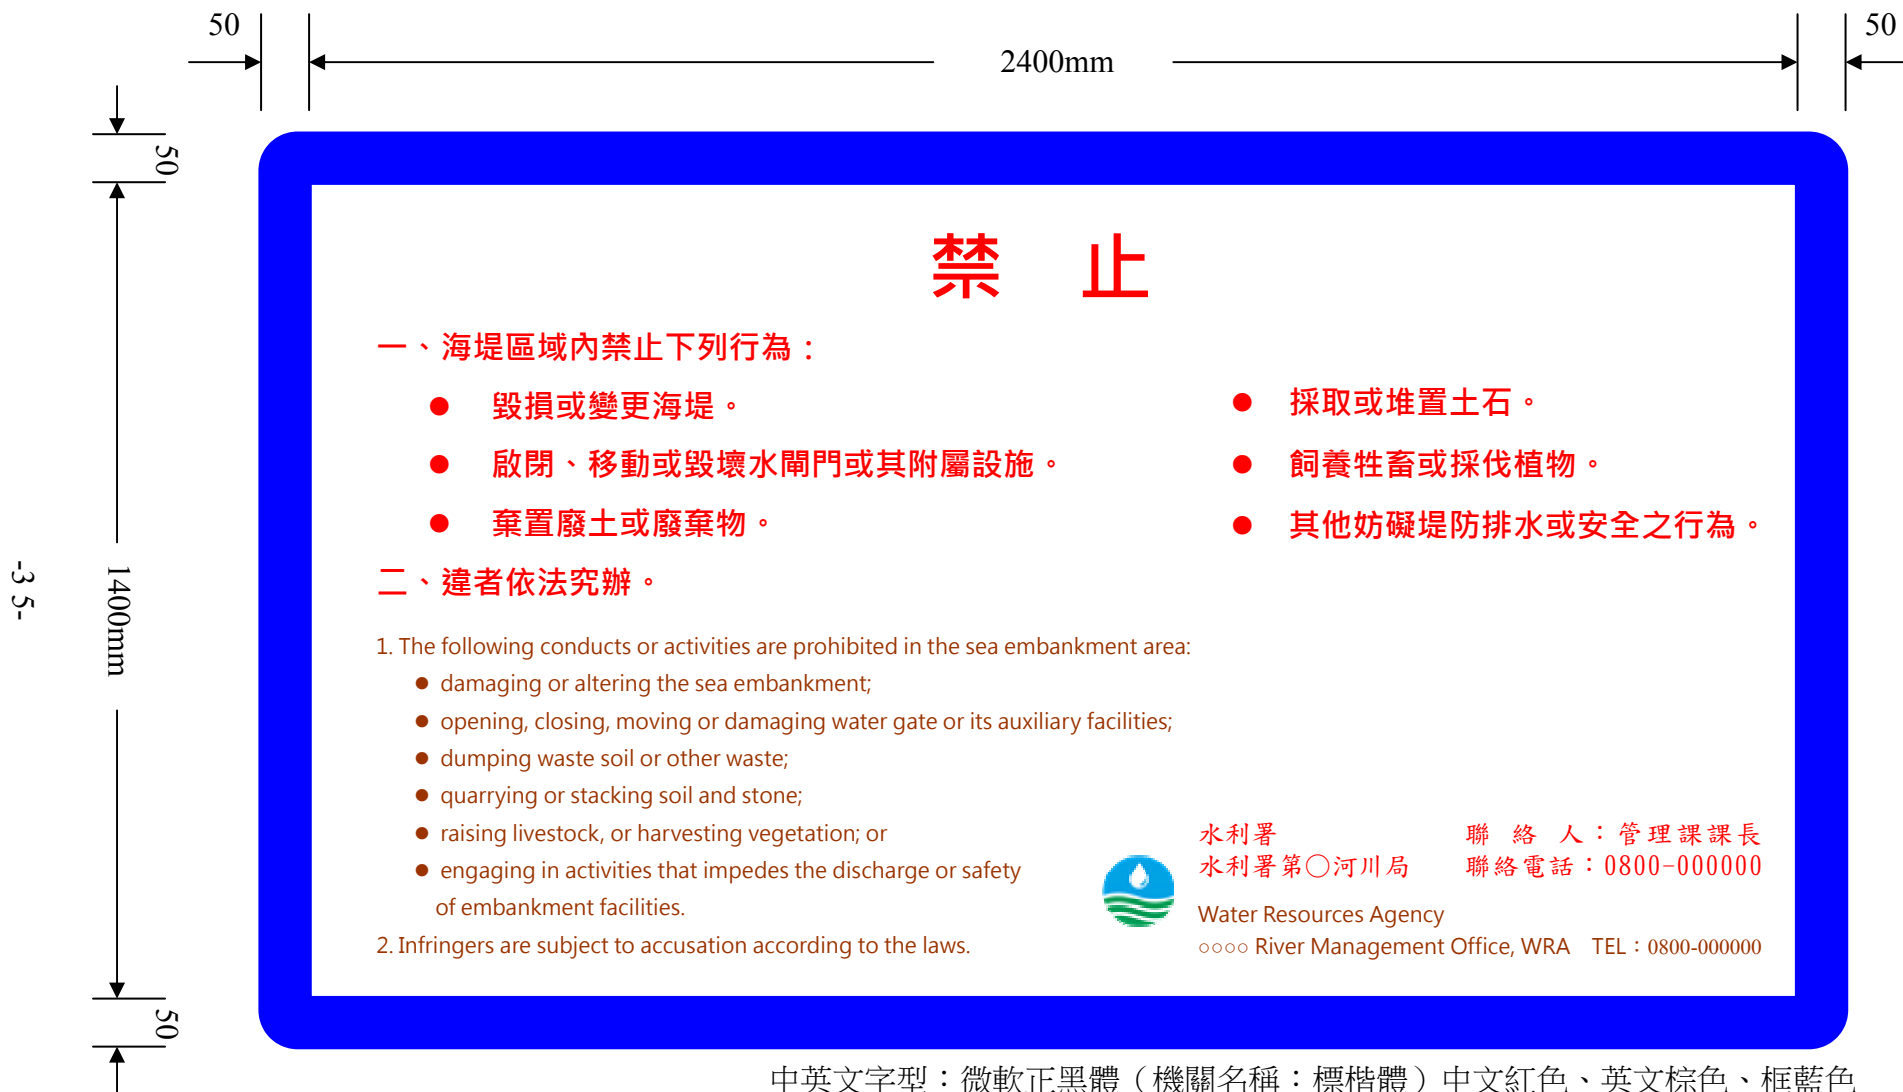 50
2400mm
50
50
1400mm
50
-3 5-
禁 止
一、海堤區域內禁止下列行為：
● 毀損或變更海堤。
● 採取或堆置土石。
● 啟閉、移動或毀壞水閘門或其附屬設施。
● 飼養牲畜或採伐植物。
● 棄置廢土或廢棄物。
● 其他妨礙堤防排水或安全之行為。
二、違者依法究辦。
1. The following conducts or activities are prohibited in the sea embankment area:
● damaging or altering the sea embankment;
● opening, closing, moving or damaging water gate or its auxiliary facilities;
● dumping waste soil or other waste;
● quarrying or stacking soil and stone;
● raising livestock, or harvesting vegetation; or
● engaging in activities that impedes the discharge or safety
of embankment facilities.
2. Infringers are subject to accusation according to the laws.
水利署 聯 絡 人：管理課課長
水利署第○河川局 聯絡電話：0800-000000
Water Resources Agency
○○○○ River Management Office, WRA TEL：0800-000000
中英文字型：微軟正黑體（機關名稱：標楷體）中文紅色、英文棕色、框藍色